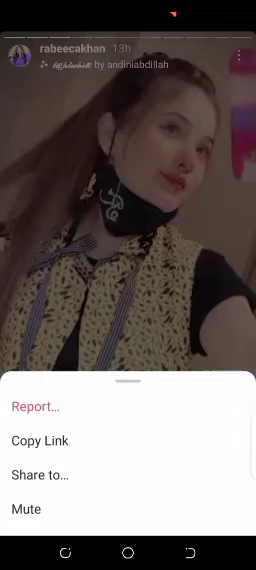 rabeecakhan 13h
by andiniabdillah
Report...
Copy Link
Share to...
Mute